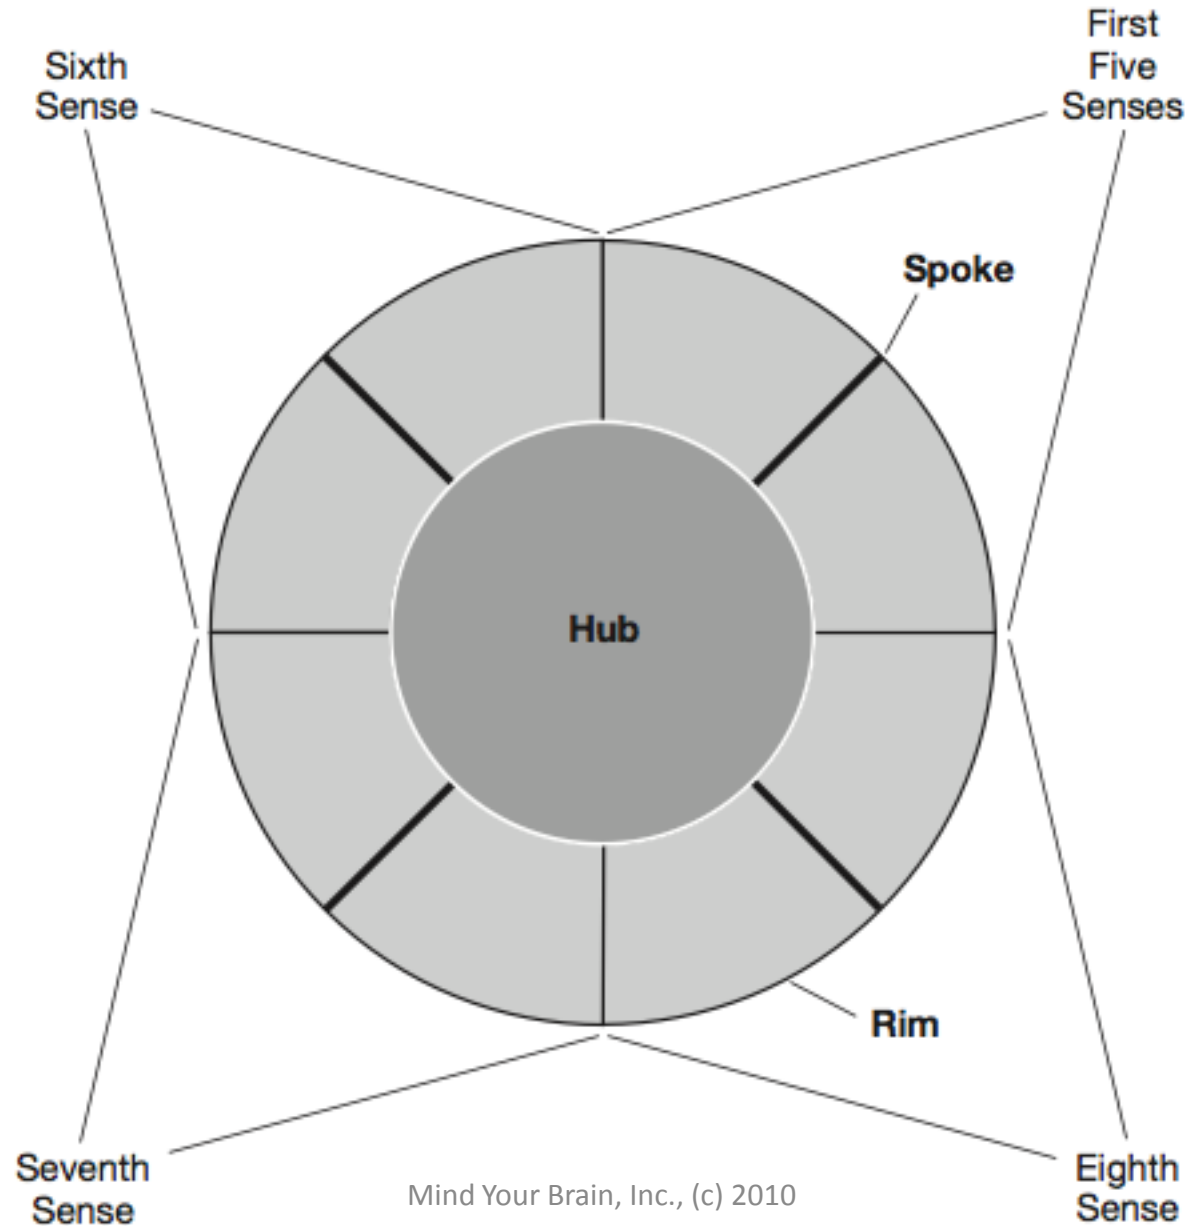 Sixth
Sense
First
Five
Senses
Spoke
Hub
Rim
Seventh
Sense
Mind Your Brain, Inc., (c) 2010
Eighth
Sense